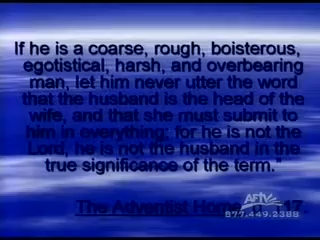 If he is a coarse, rough, boisterous,
egotistical, harsh, and overbearing
man, let him never utter the word
that the husband is the head of the
wife, and that she must submit to
him in everything: for he is not the
Lord, he is not the husband in the
true significance of the term."
The Adventist Home, p. 117.
AFTV
877.449.2388